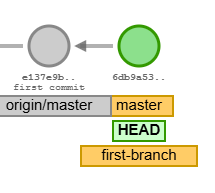 e137e9b.. 6db9a53..
first commit
origin/master master
HEAD
first-branch